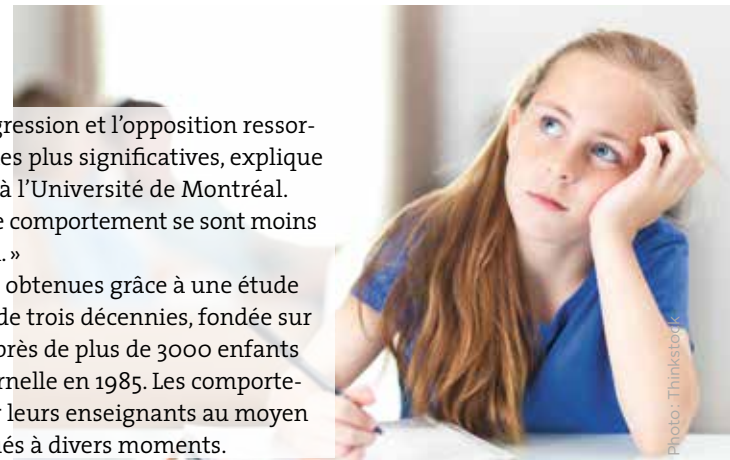 gression et l’opposition ressor-
es plus significatives, explique
à l’Université de Montréal.
e comportement se sont moins
. »
obtenues grâce à une étude
de trois décennies, fondée sur
près de plus de 3000 enfants
rnelle en 1985. Les comporte-
r leurs enseignants au moyen
és à divers moments.
Photo : Thinkstock